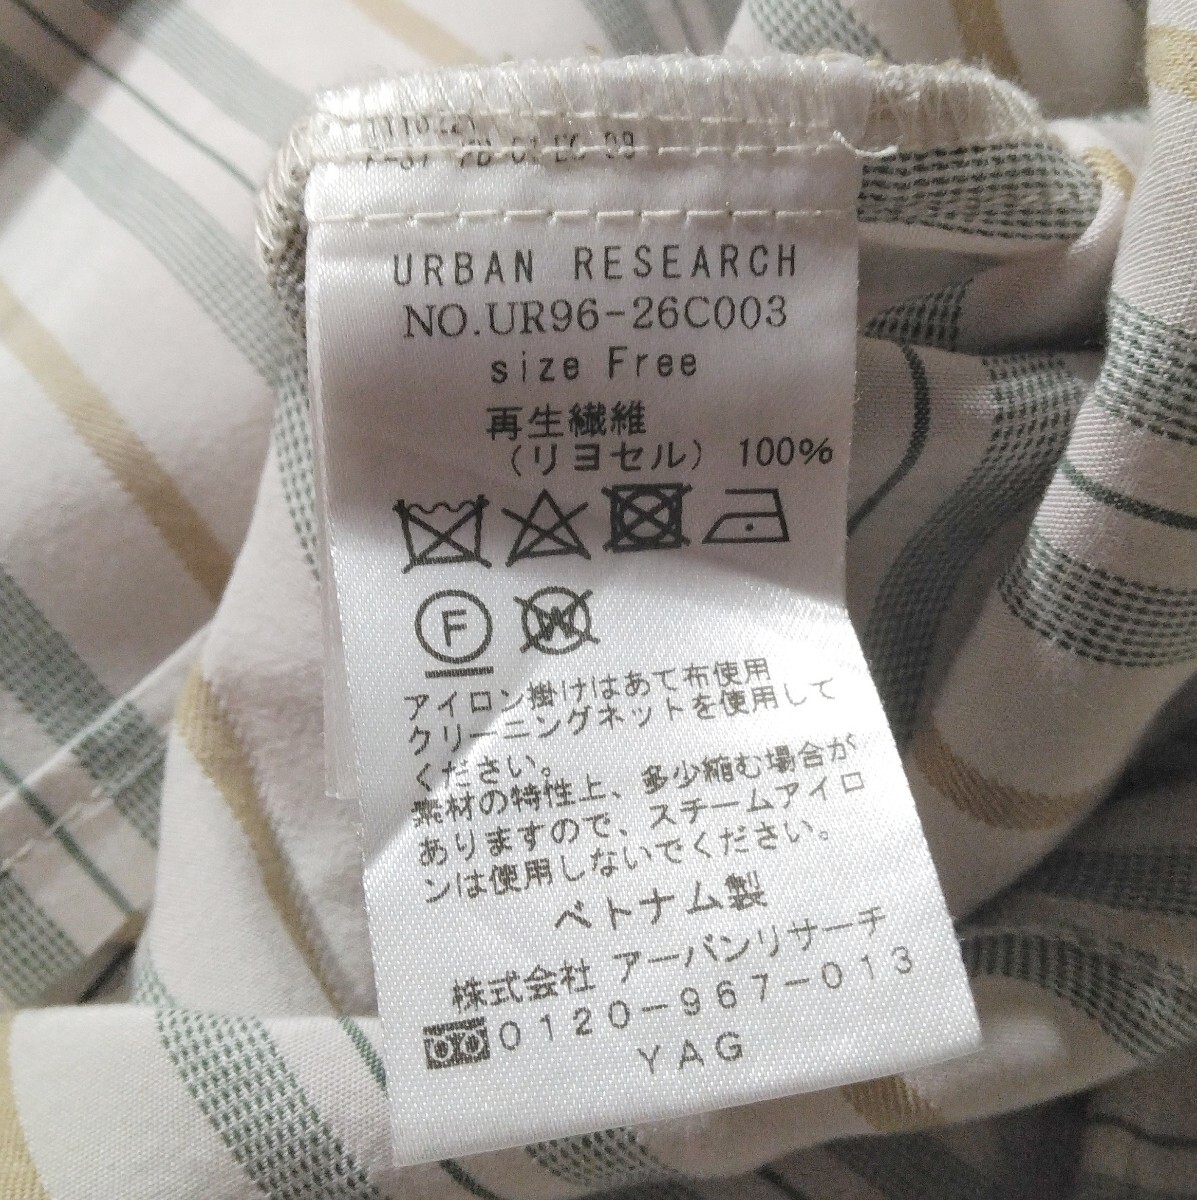 URBAN RESEARCH
NO.UR96-26C003
size Free
再生繊維
（リヨセル） 100%
F W
アイロン掛けはあて布使用
クリーニングネットを使用して
ください。
素材の特性上、多少縮む場合が
ありますので、スチームアイロ
ンは使用しないでください。
ベトナム製
株式会社 アーバンリサーチ
0120-967-013
YAG